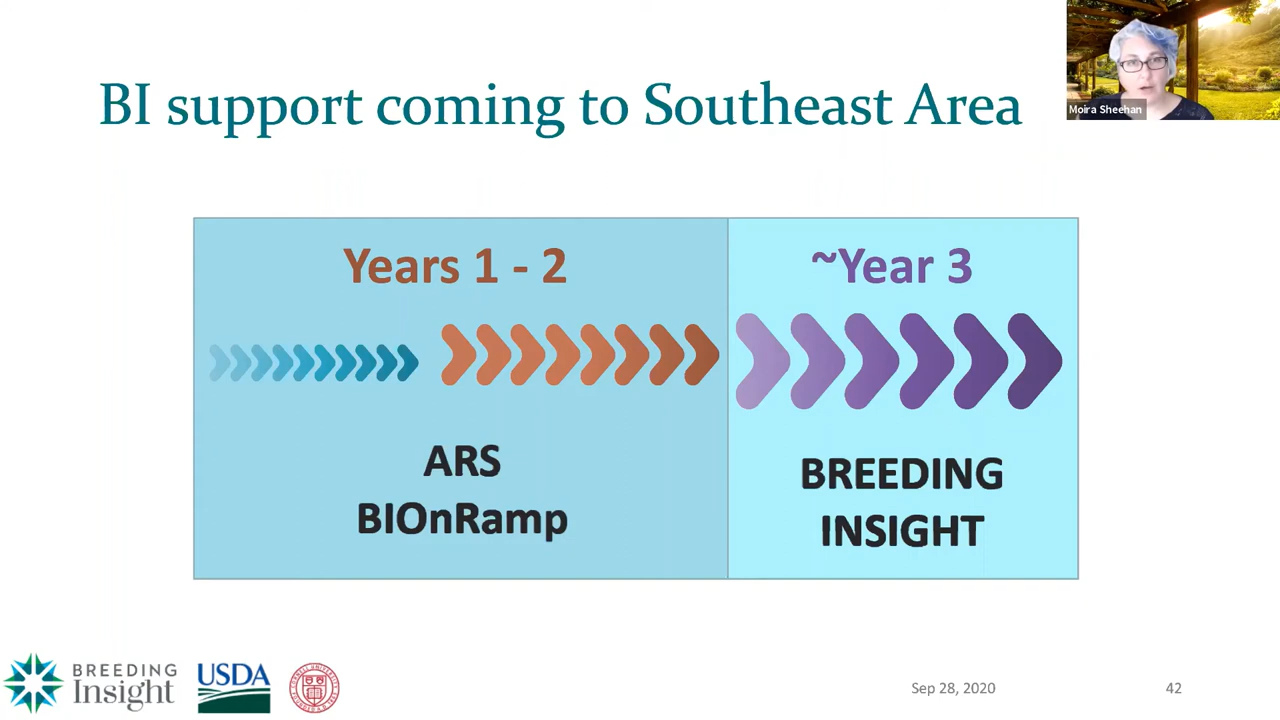 BI support coming to Southeast Area
Moira Sheehan
Years 1 - 2
~Year 3
ARS
BIOnRamp
BREEDING
INSIGHT
BREEDING
Insight
USDA
Sep 28, 2020
42